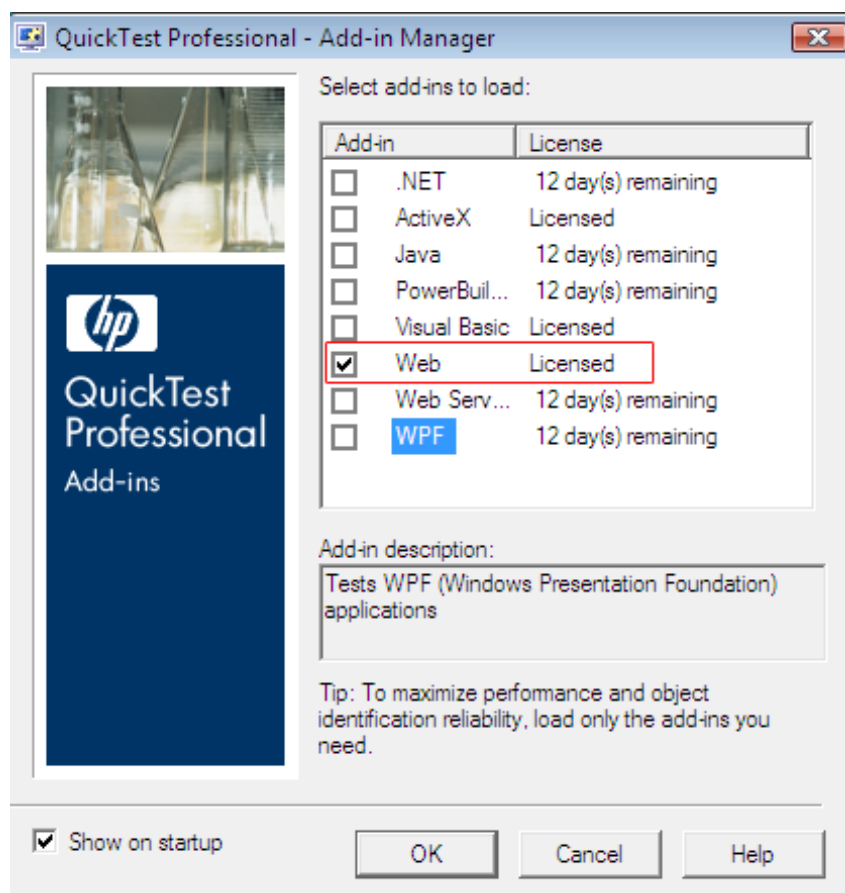 QuickTest Professional - Add-in Manager
Select add-ins to load:
Add-in License
.NET 12 day(s) remaining
ActiveX Licensed
Java 12 day(s) remaining
PowerBuil... 12 day(s) remaining
Visual Basic Licensed
Web Licensed
Web Serv... 12 day(s) remaining
WPF 12 day(s) remaining
hp
QuickTest
Professional
Add-ins
Add-in description:
Tests WPF (Windows Presentation Foundation)
applications
Tip: To maximize performance and object
identification reliability, load only the add-ins you
need.
Show on startup
OK Cancel Help